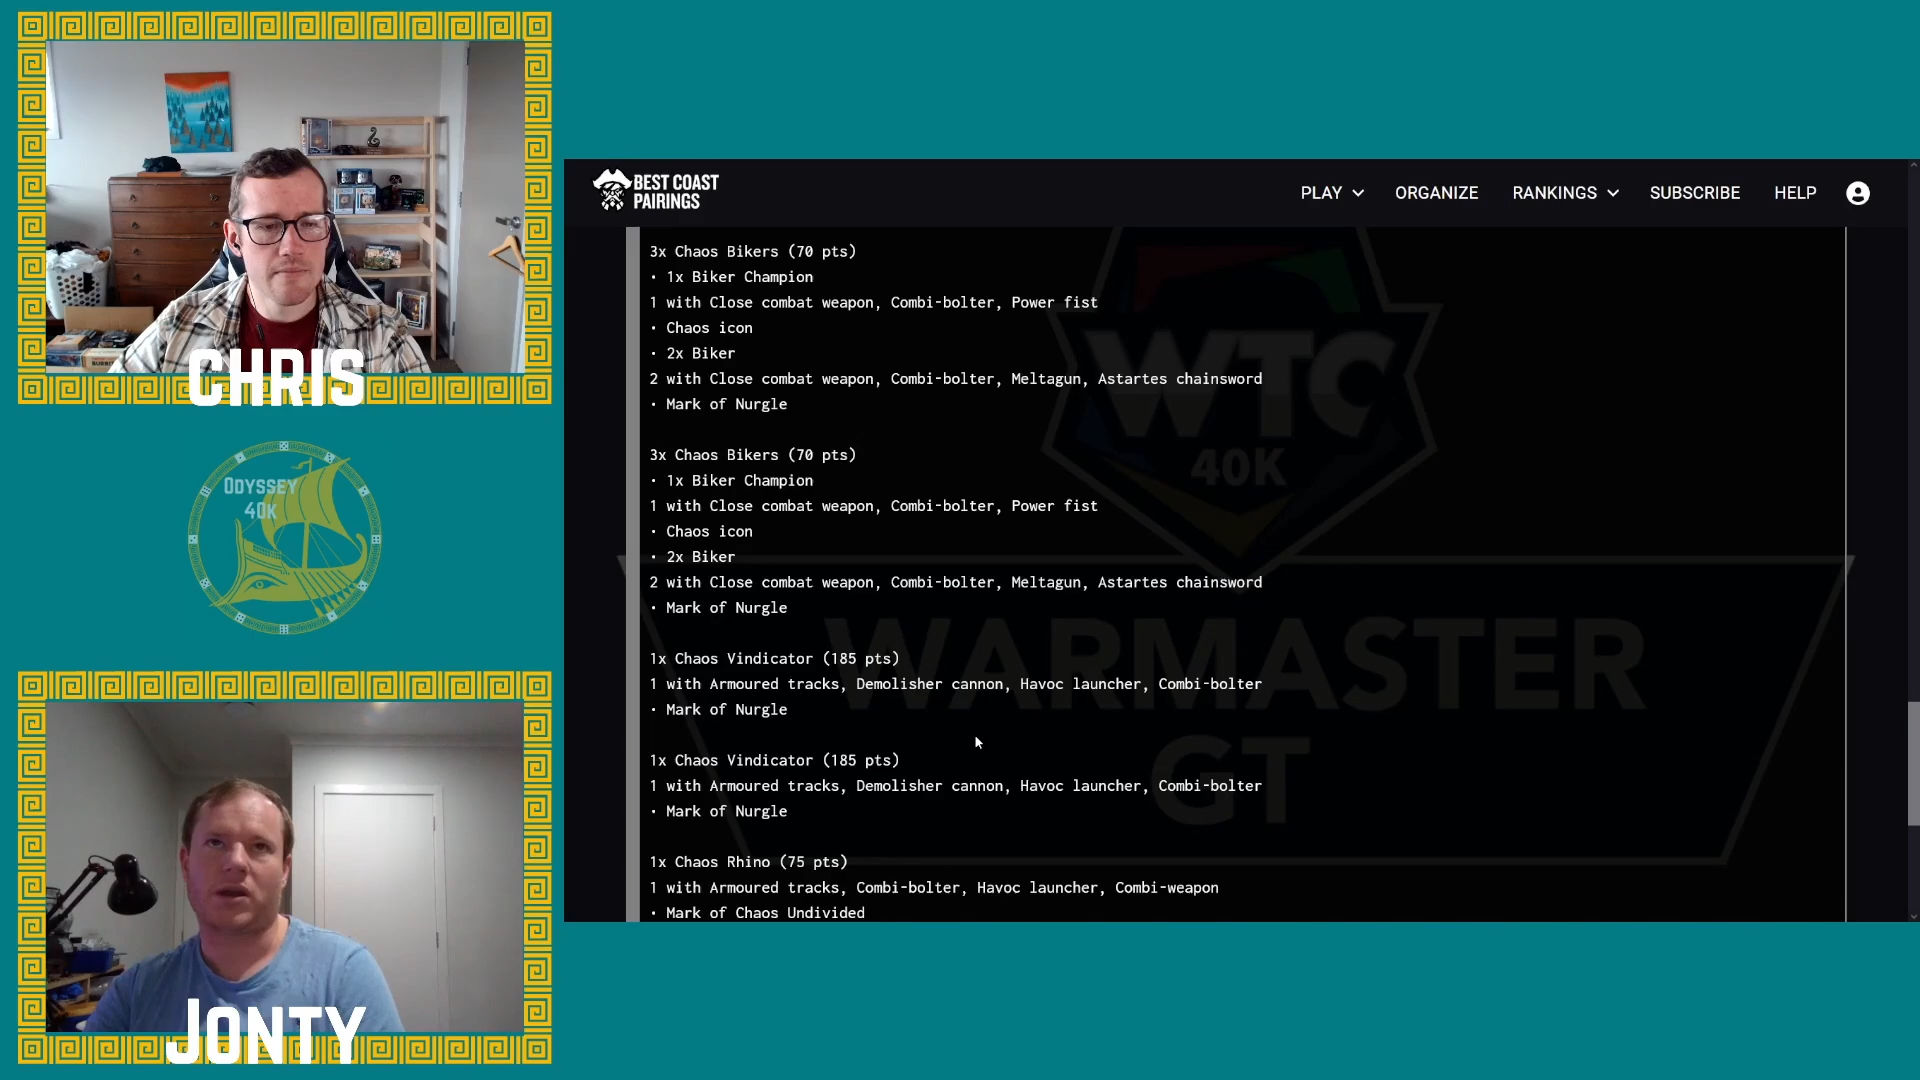 CHRIS
ODYSSEY
40K
JONTY
BEST COAST
PAIRINGS
PLAY
ORGANIZE
RANKINGS
SUBSCRIBE
HELP
3x Chaos Bikers (70 pts)
• 1x Biker Champion
1 with Close combat weapon, Combi-bolter, Power fist
• Chaos icon
• 2x Biker
2 with Close combat weapon, Combi-bolter, Meltagun, Astartes chainsword
• Mark of Nurgle
3x Chaos Bikers (70 pts)
• 1x Biker Champion
1 with Close combat weapon, Combi-bolter, Power fist
• Chaos icon
• 2x Biker
2 with Close combat weapon, Combi-bolter, Meltagun, Astartes chainsword
• Mark of Nurgle
1x Chaos Vindicator (185 pts)
1 with Armoured tracks, Demolisher cannon, Havoc launcher, Combi-bolter
• Mark of Nurgle
1x Chaos Vindicator (185 pts)
1 with Armoured tracks, Demolisher cannon, Havoc launcher, Combi-bolter
• Mark of Nurgle
1x Chaos Rhino (75 pts)
1 with Armoured tracks, Combi-bolter, Havoc launcher, Combi-weapon
• Mark of Chaos Undivided
WTC
40K
WARMASTER
GT